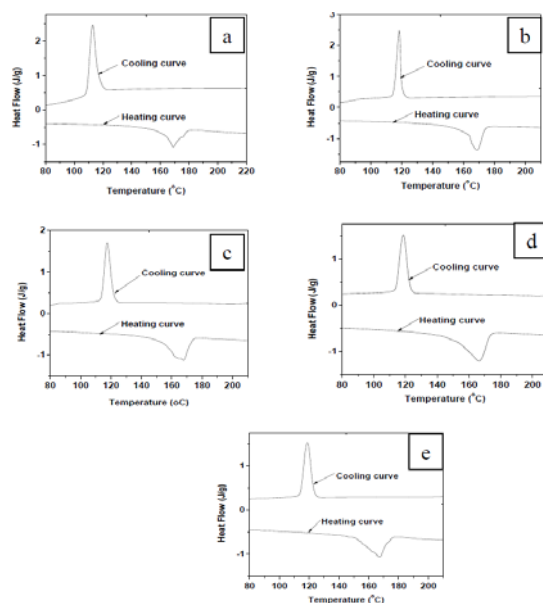 a
Heat Flow (J/g)
2
1
0
-1
Cooling curve
Heating curve
80 100 120 140 160 180 200 220
Temperature (°C)
b
Heat Flow (J/g)
3
2
1
0
-1
Cooling curve
Heating curve
80 100 120 140 160 180 200
Temperature (°C)
c
Heat Flow (J/g)
2
1
0
-1
Cooling curve
Heating curve
80 100 120 140 160 180 200
Temperature (oC)
d
Heat Flow (J/g)
1
0
-1
Cooling curve
Heating curve
80 100 120 140 160 180 200
Temperature (°C)
e
Heat Flow (J/g)
1
0
-1
Cooling curve
Heating curve
80 100 120 140 160 180 200
Temperature (°C)